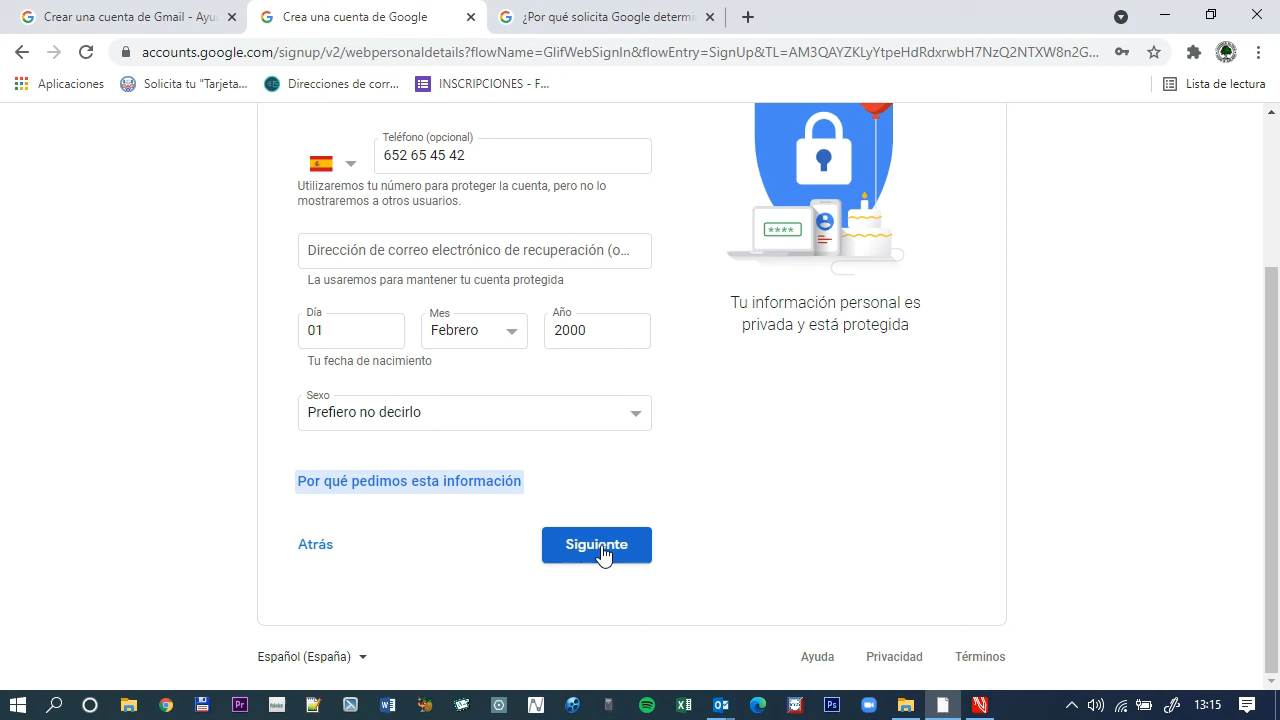 Crear una cuenta de Gmail - Ayu
Crea una cuenta de Google
¿Por qué solicita Google determi
accounts.google.com/signup/v2/webpersonaldetails?flowName=GlifWebSignIn&flowEntry=SignUp&TL=AM3QAYZKLyYtpeHdRdxrwbH7NzQ2NTXW8n2G...
Aplicaciones
Solicita tu "Tarjeta...
Direcciones de corr...
INSCRIPCIONES - F...
Lista de lectura
Teléfono (opcional)
652 65 45 42
Utilizaremos tu número para proteger la cuenta, pero no lo
mostraremos a otros usuarios.
Dirección de correo electrónico de recuperación (o...
La usaremos para mantener tu cuenta protegida
Día
01
Mes
Febrero
Año
2000
Tu fecha de nacimiento
Sexo
Prefiero no decirlo
Por qué pedimos esta información
Atrás
Siguiente
****
Tu información personal es
privada y está protegida
Español (España)
Ayuda
Privacidad
Términos
13:15